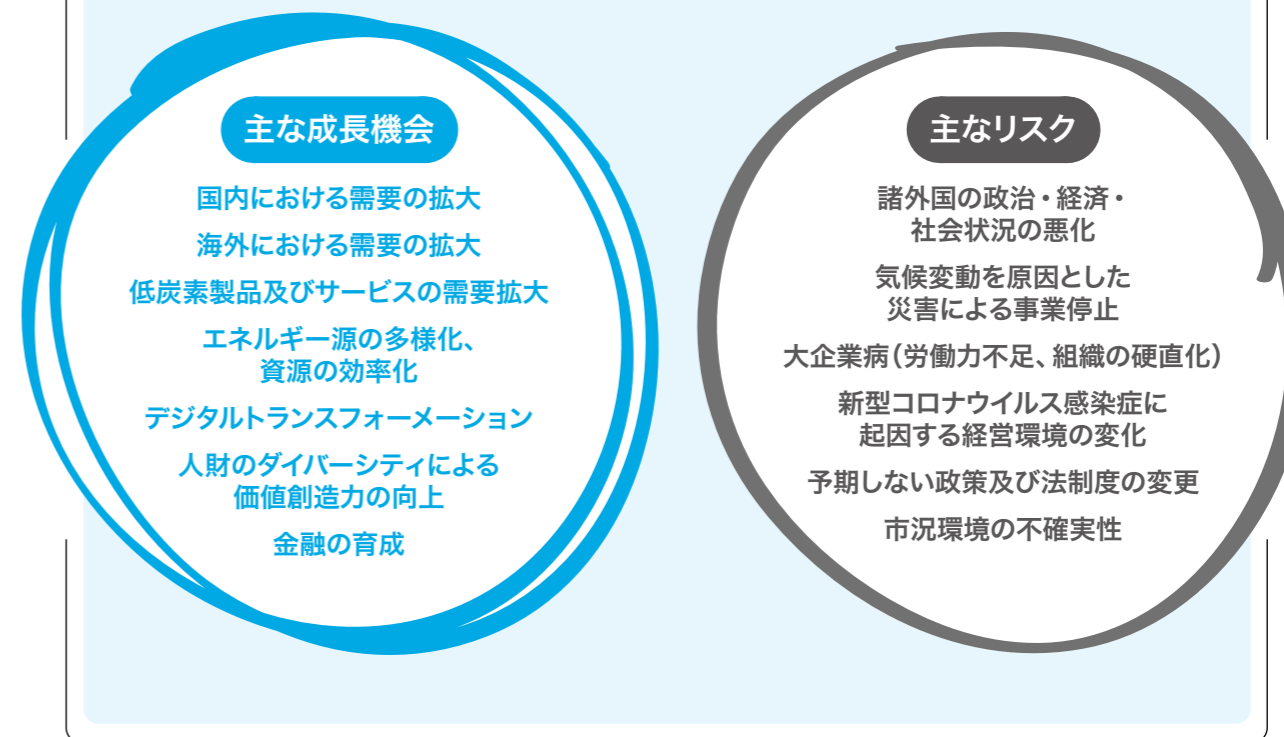 主な成長機会
国内における需要の拡大
海外における需要の拡大
低炭素製品及びサービスの需要拡大
エネルギー源の多様化、
資源の効率化
デジタルトランスフォーメーション
人財のダイバーシティによる
価値創造力の向上
金融の育成
主なリスク
諸外国の政治・経済・
社会状況の悪化
気候変動を原因とした
災害による事業停止
大企業病(労働力不足、組織の硬直化)
新型コロナウイルス感染症に
起因する経営環境の変化
予期しない政策及び法制度の変更
市況環境の不確実性